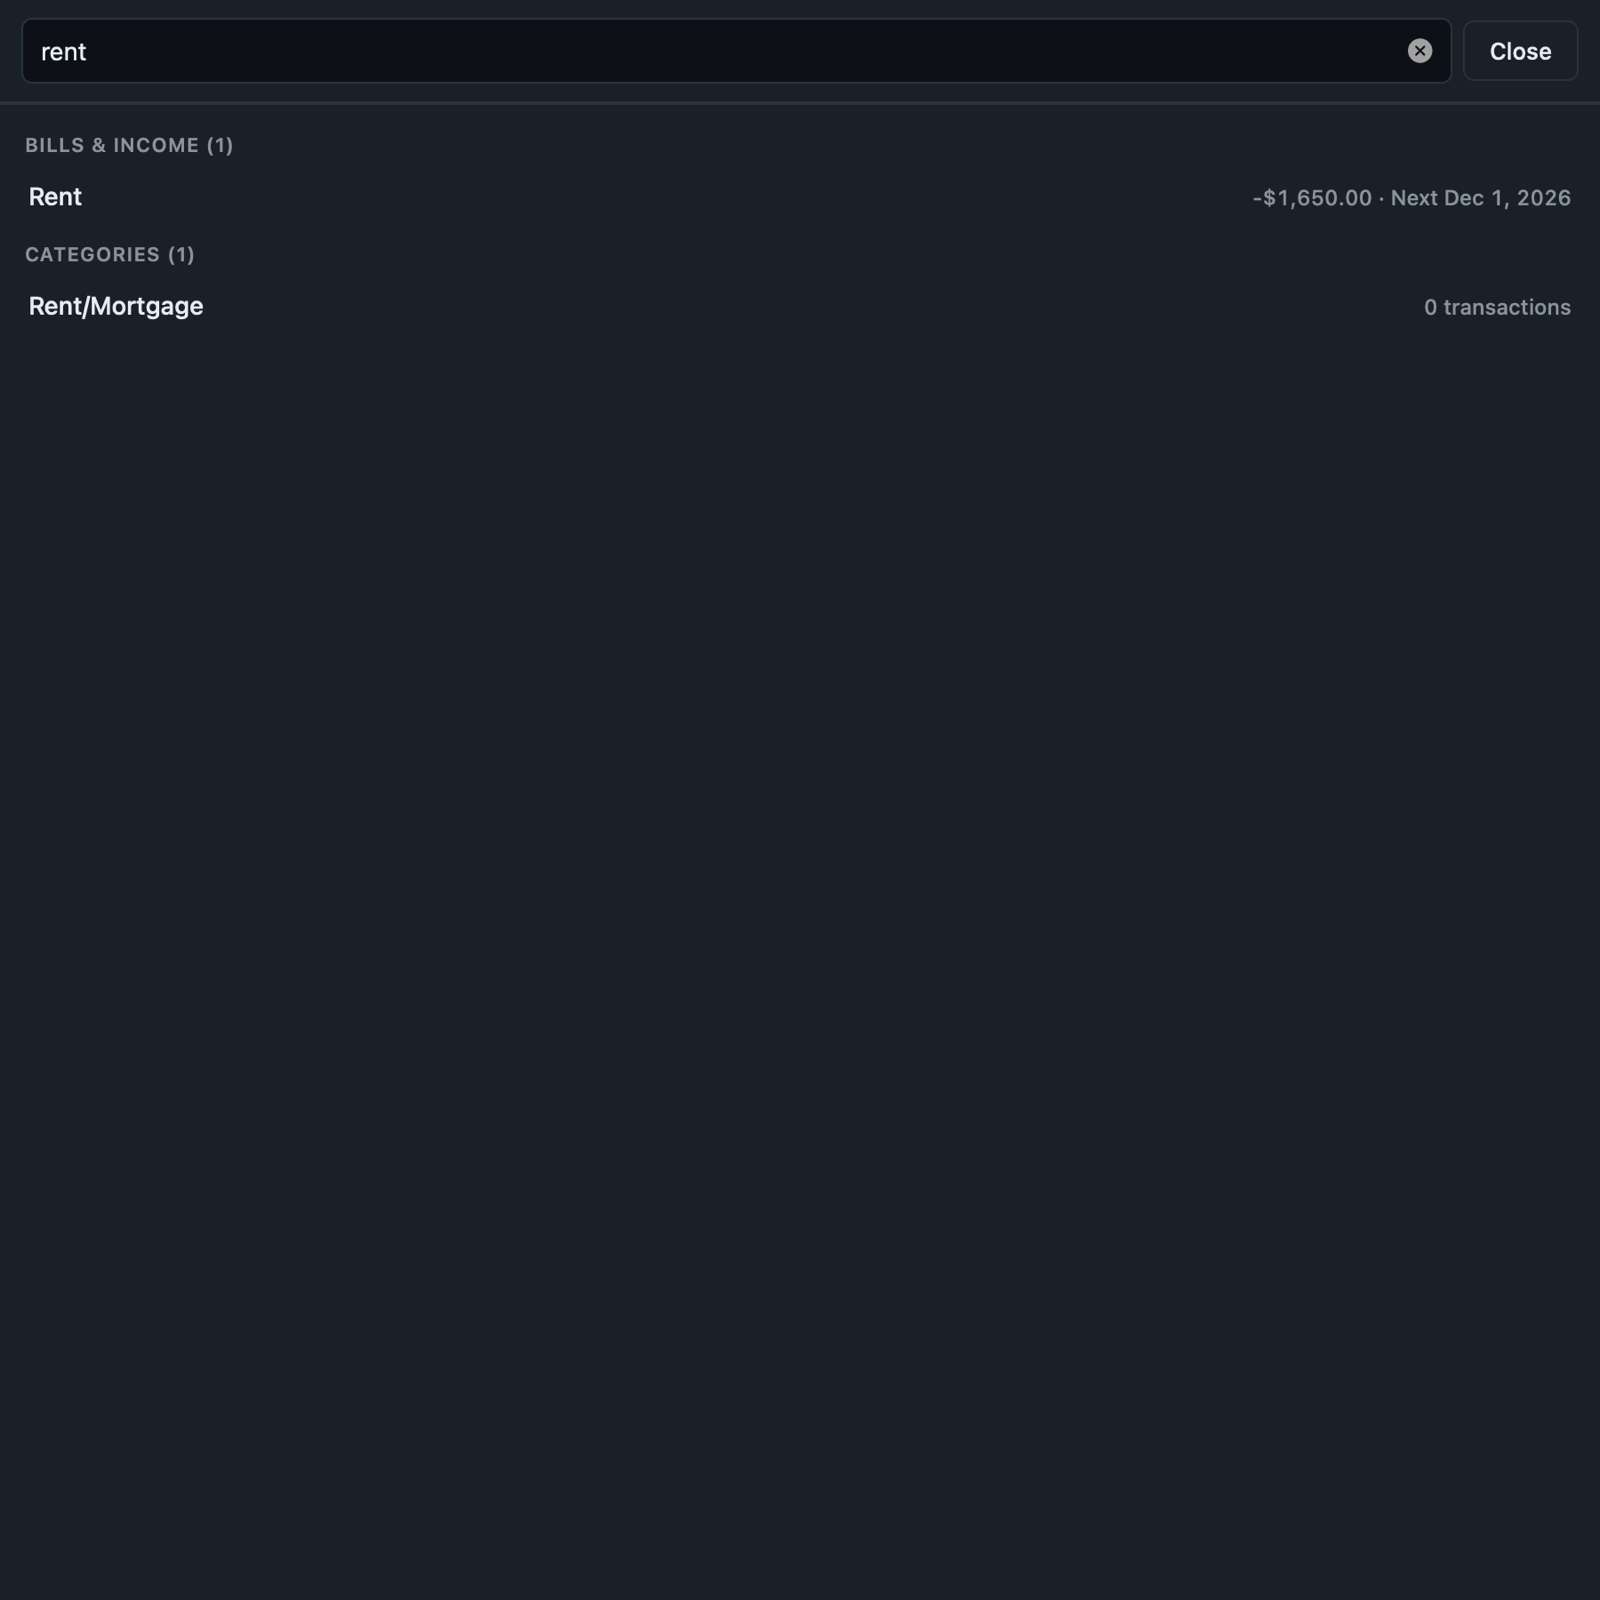 rent
Close
BILLS & INCOME (1)
Rent
-$1,650.00 · Next Dec 1, 2026
CATEGORIES (1)
Rent/Mortgage
0 transactions